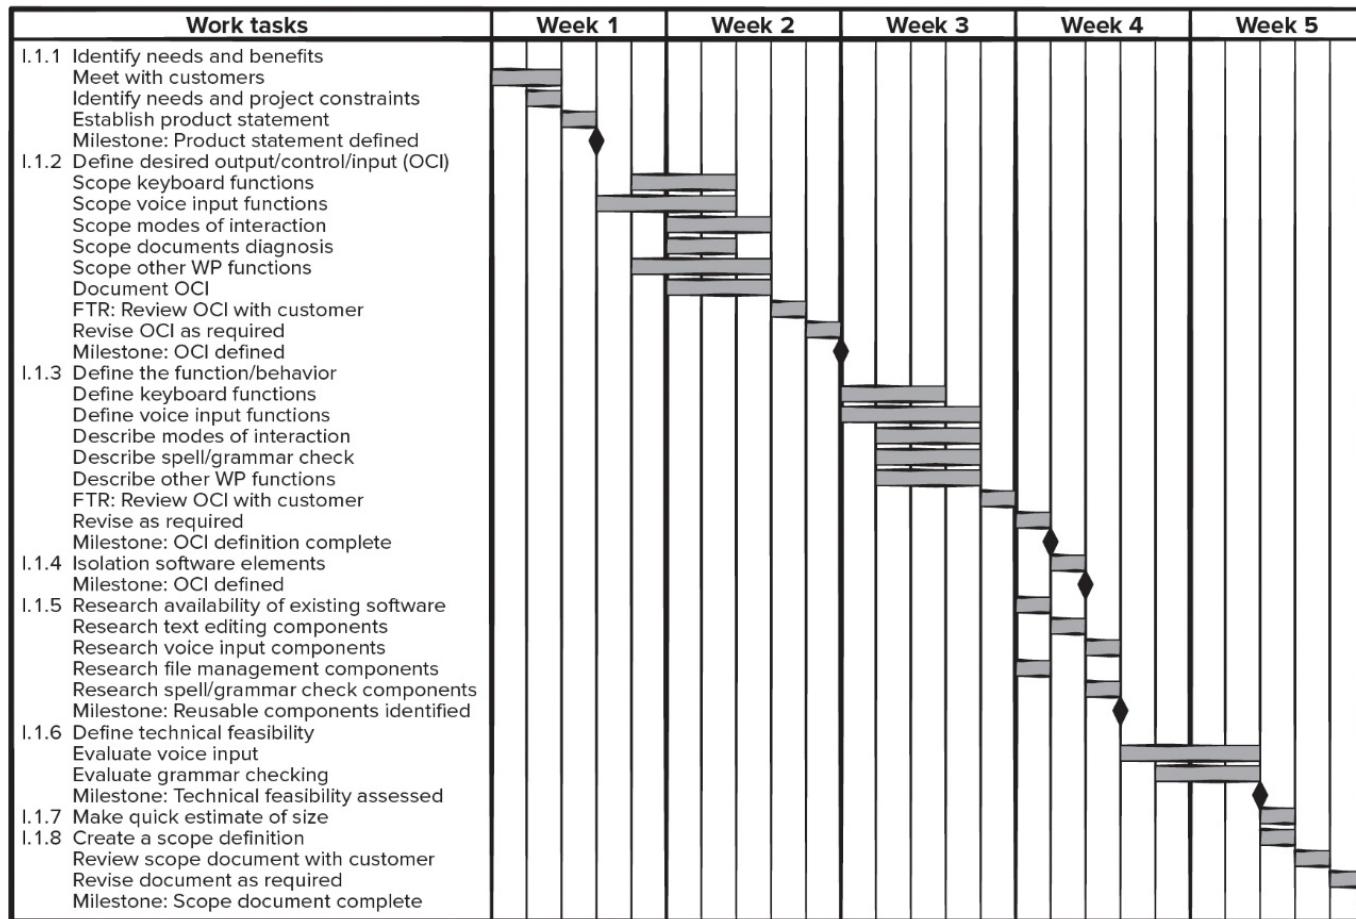 Work tasks Week 1 Week 2 Week 3 Week 4 Week 5
I.1.1 Identify needs and benefits
Meet with customers
Identify needs and project constraints
Establish product statement
Milestone: Product statement defined
I.1.2 Define desired output/control/input (OCI)
Scope keyboard functions
Scope voice input functions
Scope modes of interaction
Scope documents diagnosis
Scope other WP functions
Document OCI
FTR: Review OCI with customer
Revise OCI as required
Milestone: OCI defined
I.1.3 Define the function/behavior
Define keyboard functions
Define voice input functions
Describe modes of interaction
Describe spell/grammar check
Describe other WP functions
FTR: Review OCI with customer
Revise as required
Milestone: OCI definition complete
I.1.4 Isolation software elements
Milestone: OCI defined
I.1.5 Research availability of existing software
Research text editing components
Research voice input components
Research file management components
Research spell/grammar check components
Milestone: Reusable components identified
I.1.6 Define technical feasibility
Evaluate voice input
Evaluate grammar checking
Milestone: Technical feasibility assessed
I.1.7 Make quick estimate of size
I.1.8 Create a scope definition
Review scope document with customer
Revise document as required
Milestone: Scope document complete